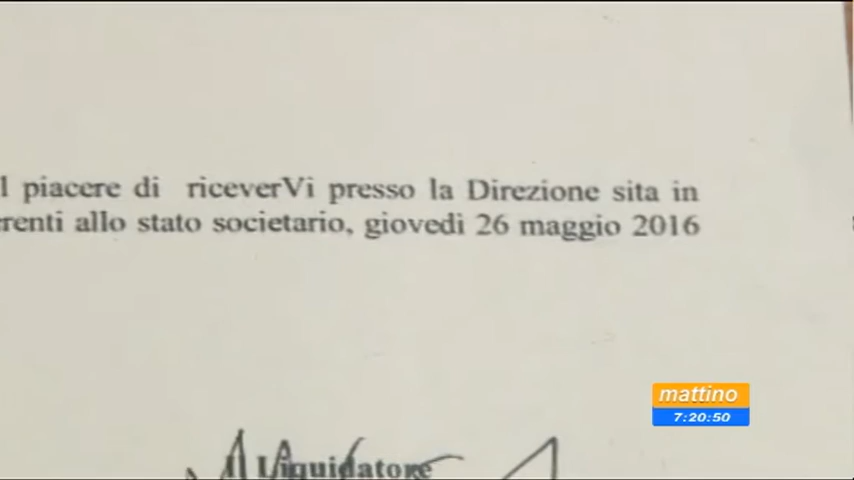 l piacere di riceverVi presso la Direzione sita in
renti allo stato societario, giovedì 26 maggio 2016
mattino
7:20:50
Il Liquidatore